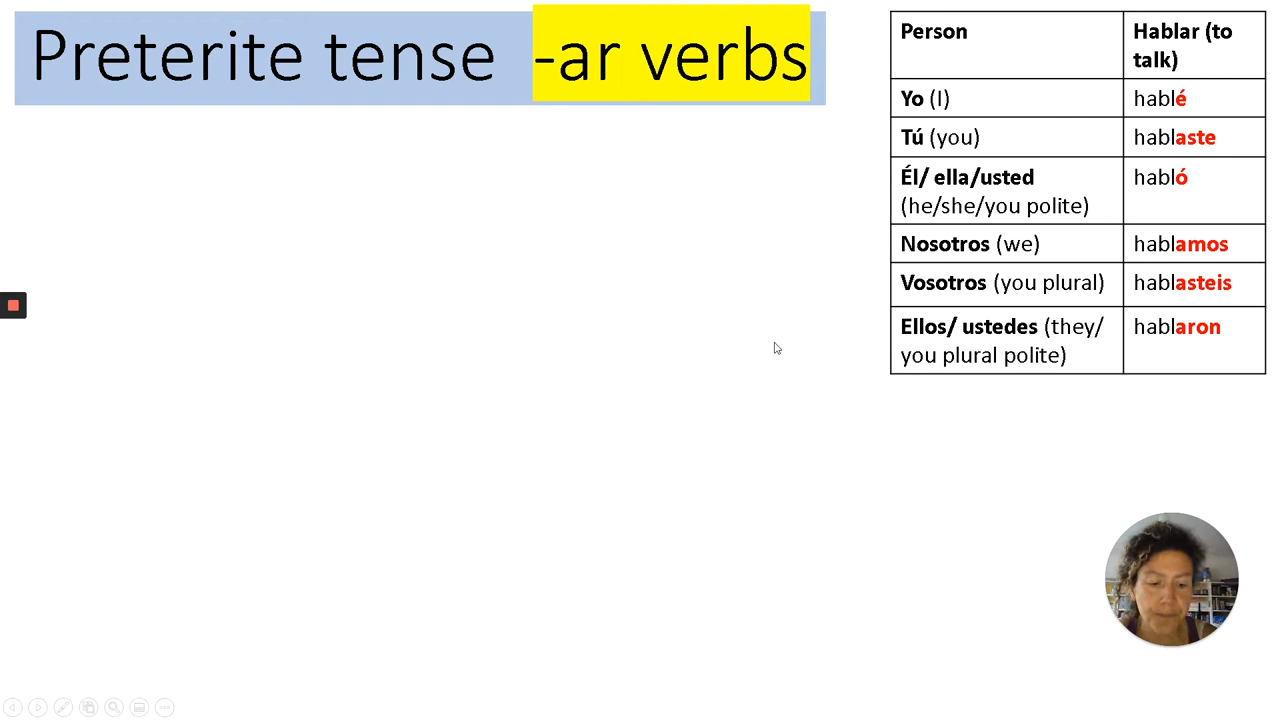 Preterite tense -ar verbs
Person
Hablar (to
talk)
Yo (I)
hablé
Tú (you)
hablaste
Él/ ella/usted
(he/she/you polite)
habló
Nosotros (we)
hablamos
Vosotros (you plural)
hablasteis
Ellos/ ustedes (they/
you plural polite)
hablaron